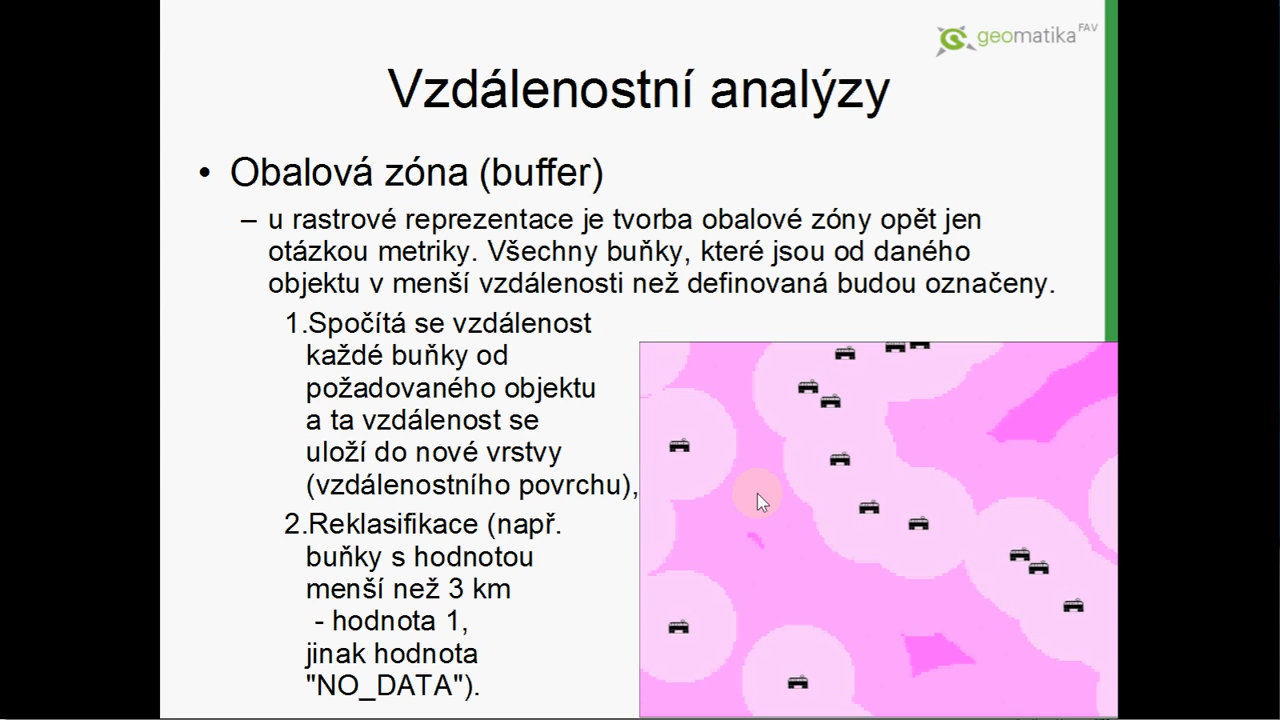 geomatika FAV
Vzdálenostní analýzy
• Obalová zóna (buffer)
– u rastrové reprezentace je tvorba obalové zóny opět jen
otázkou metriky. Všechny buňky, které jsou od daného
objektu v menší vzdálenosti než definovaná budou označeny.
1.Spočítá se vzdálenost
každé buňky od
požadovaného objektu
a ta vzdálenost se
uloží do nové vrstvy
(vzdálenostního povrchu),
2.Reklasifikace (např.
buňky s hodnotou
menší než 3 km
- hodnota 1,
jinak hodnota
"NO_DATA").